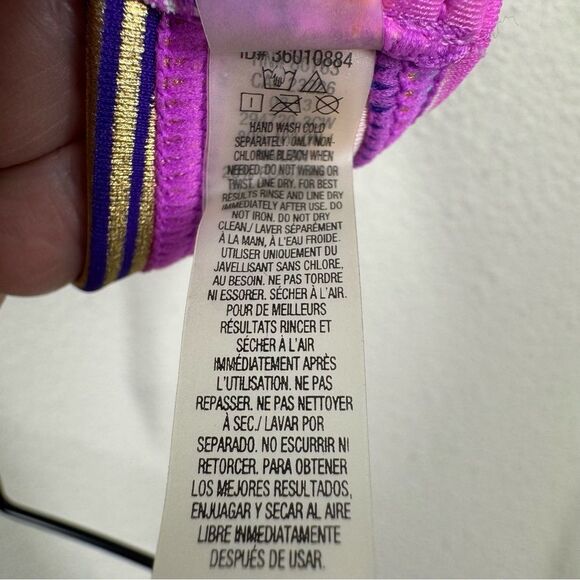 ID# 36010884
HAND WASH COLD
SEPARATELY. ONLY NON-
CHLORINE BLEACH WHEN
NEEDED. DO NOT WRING OR
TWIST. LINE DRY. FOR BEST
RESULTS RINSE AND LINE DRY
IMMEDIATELY AFTER USE. DO
NOT IRON. DO NOT DRY
CLEAN./ LAVER SÉPARÉMENT
À LA MAIN, À L'EAU FROIDE.
UTILISER UNIQUEMENT DU
JAVELLISANT SANS CHLORE,
AU BESOIN. NE PAS TORDRE
NI ESSORER. SÉCHER À L'AIR.
POUR DE MEILLEURS
RÉSULTATS RINCER ET
SÉCHER À L'AIR
IMMÉDIATEMENT APRÈS
L'UTILISATION. NE PAS
REPASSER. NE PAS NETTOYER
À SEC./ LAVAR POR
SEPARADO. NO ESCURRIR NI
RETORCER. PARA OBTENER
LOS MEJORES RESULTADOS,
ENJUAGAR Y SECAR AL AIRE
LIBRE INMEDIATAMENTE
DESPUÉS DE USAR.